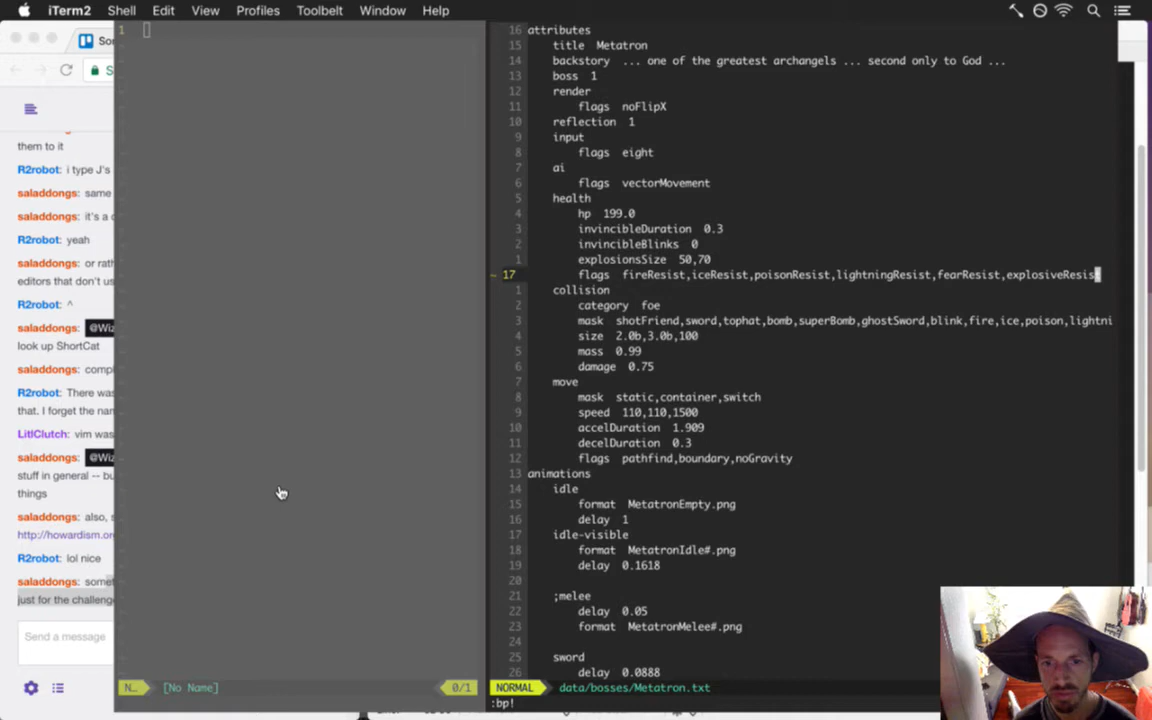 iTerm2 Shell Edit View Profiles Toolbelt Window Help
them to it
R2robot: i type J's
saladdongs: same
saladdongs: it's a
R2robot: yeah
saladdongs: or rath
editors that don't us
R2robot: ^
saladdongs: @Wiz
look up ShortCat
saladdongs: comp
R2robot: There was
that. I forget the nam
LitlClutch: vim was
saladdongs: @Wiz
stuff in general -- bu
things
saladdongs: also, s
http://howardism.or
R2robot: lol nice
saladdongs: somet
just for the challenge
Send a message
1
N... [No Name] 0/1
16 attributes
15 title Metatron
14 backstory ... one of the greatest archangels ... second only to God ...
13 boss 1
12 render
11 flags noFlipX
10 reflection 1
9 input
8 flags eight
7 ai
6 flags vectorMovement
5 health
4 hp 199.0
3 invincibleDuration 0.3
2 invincibleBlinks 0
1 explosionsSize 50,70
~ 17 flags fireResist,iceResist,poisonResist,lightningResist,fearResist,explosiveResis
1 collision
2 category foe
3 mask shotFriend,sword,tophat,bomb,superBomb,ghostSword,blink,fire,ice,poison,lightni
4 size 2.0b,3.0b,100
5 mass 0.99
6 damage 0.75
7 move
8 mask static,container,switch
9 speed 110,110,1500
10 accelDuration 1.909
11 decelDuration 0.3
12 flags pathfind,boundary,noGravity
13 animations
14 idle
15 format MetatronEmpty.png
16 delay 1
17 idle-visible
18 format MetatronIdle#.png
19 delay 0.1618
20
21 ;melee
22 delay 0.05
23 format MetatronMelee#.png
24
25 sword
26 delay 0.0888
NORMAL data/bosses/Metatron.txt
:bp!